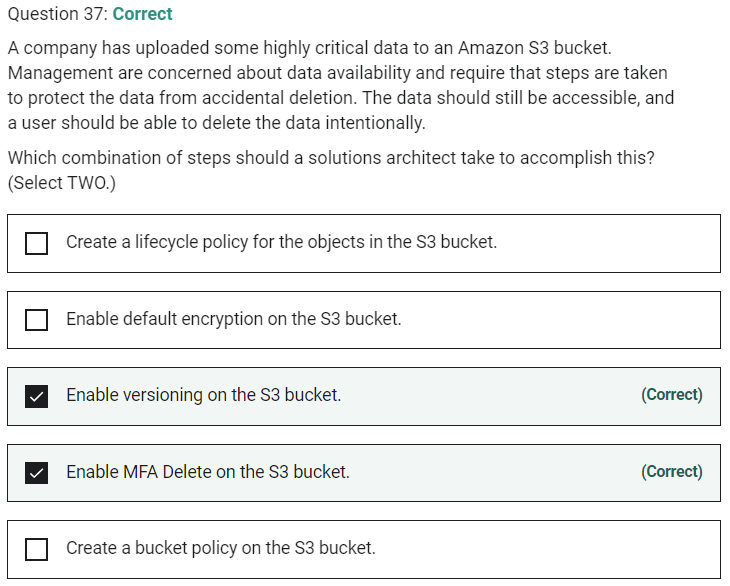 Question 37: Correct
A company has uploaded some highly critical data to an Amazon S3 bucket.
Management are concerned about data availability and require that steps are taken
to protect the data from accidental deletion. The data should still be accessible, and
a user should be able to delete the data intentionally.
Which combination of steps should a solutions architect take to accomplish this?
(Select TWO.)
Create a lifecycle policy for the objects in the S3 bucket.
Enable default encryption on the S3 bucket.
Enable versioning on the S3 bucket. (Correct)
Enable MFA Delete on the S3 bucket. (Correct)
Create a bucket policy on the S3 bucket.